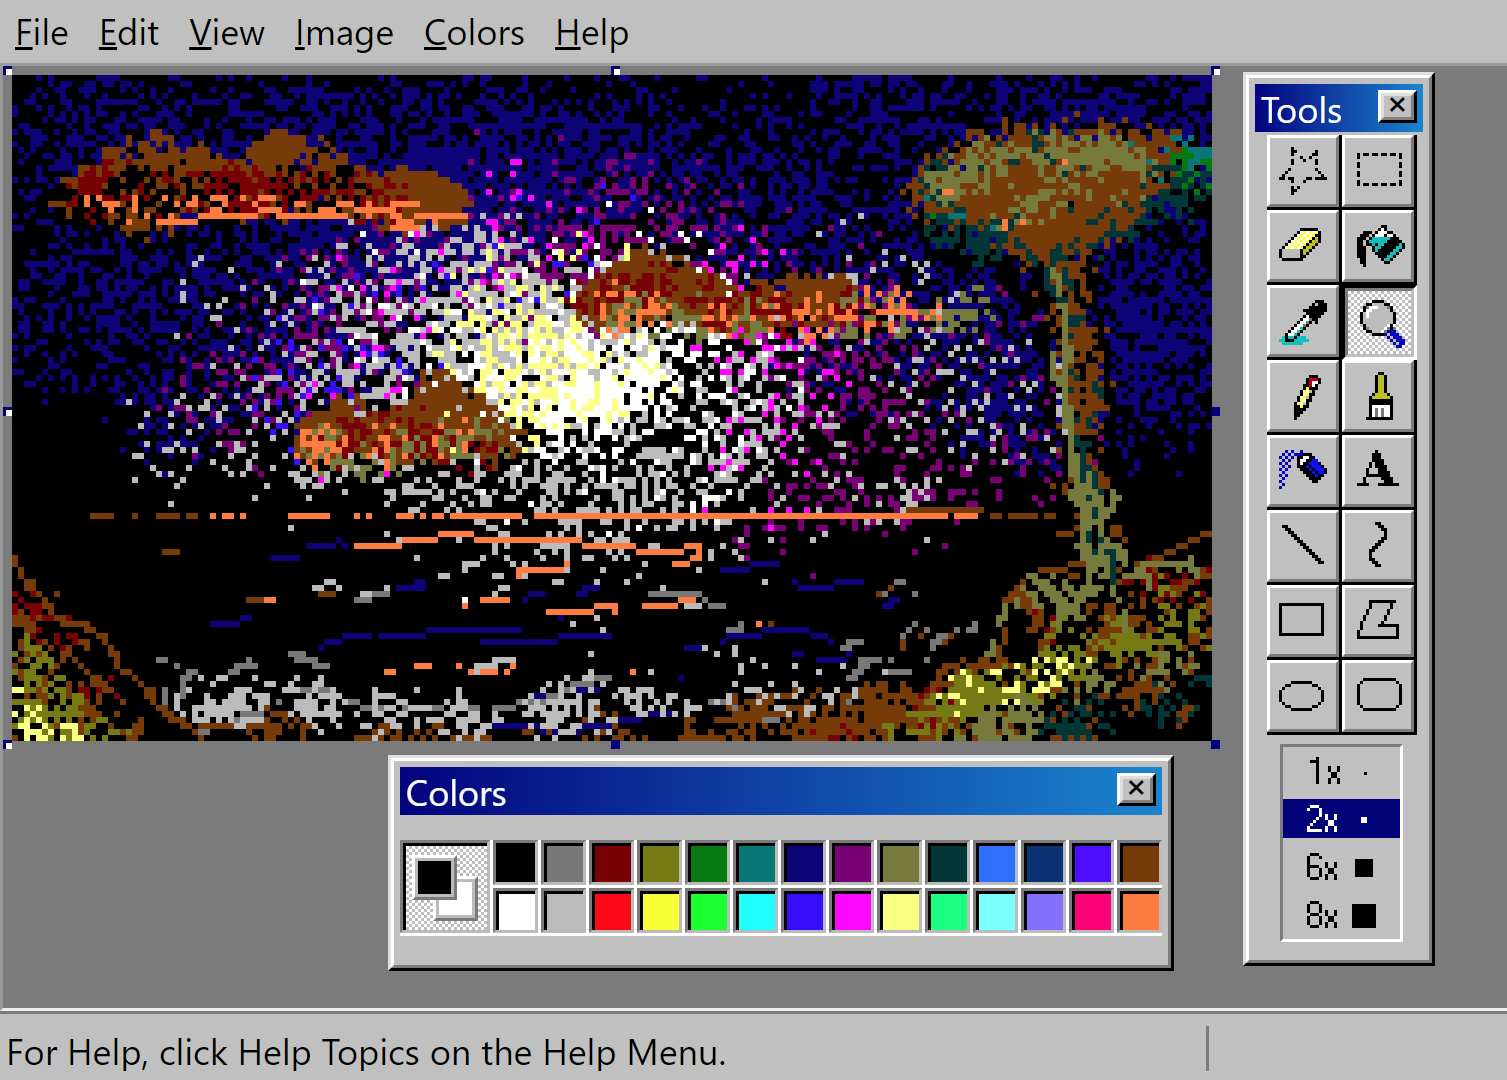 File Edit View Image Colors Help
Tools
A
1x
2x
6x
8x
Colors
For Help, click Help Topics on the Help Menu.